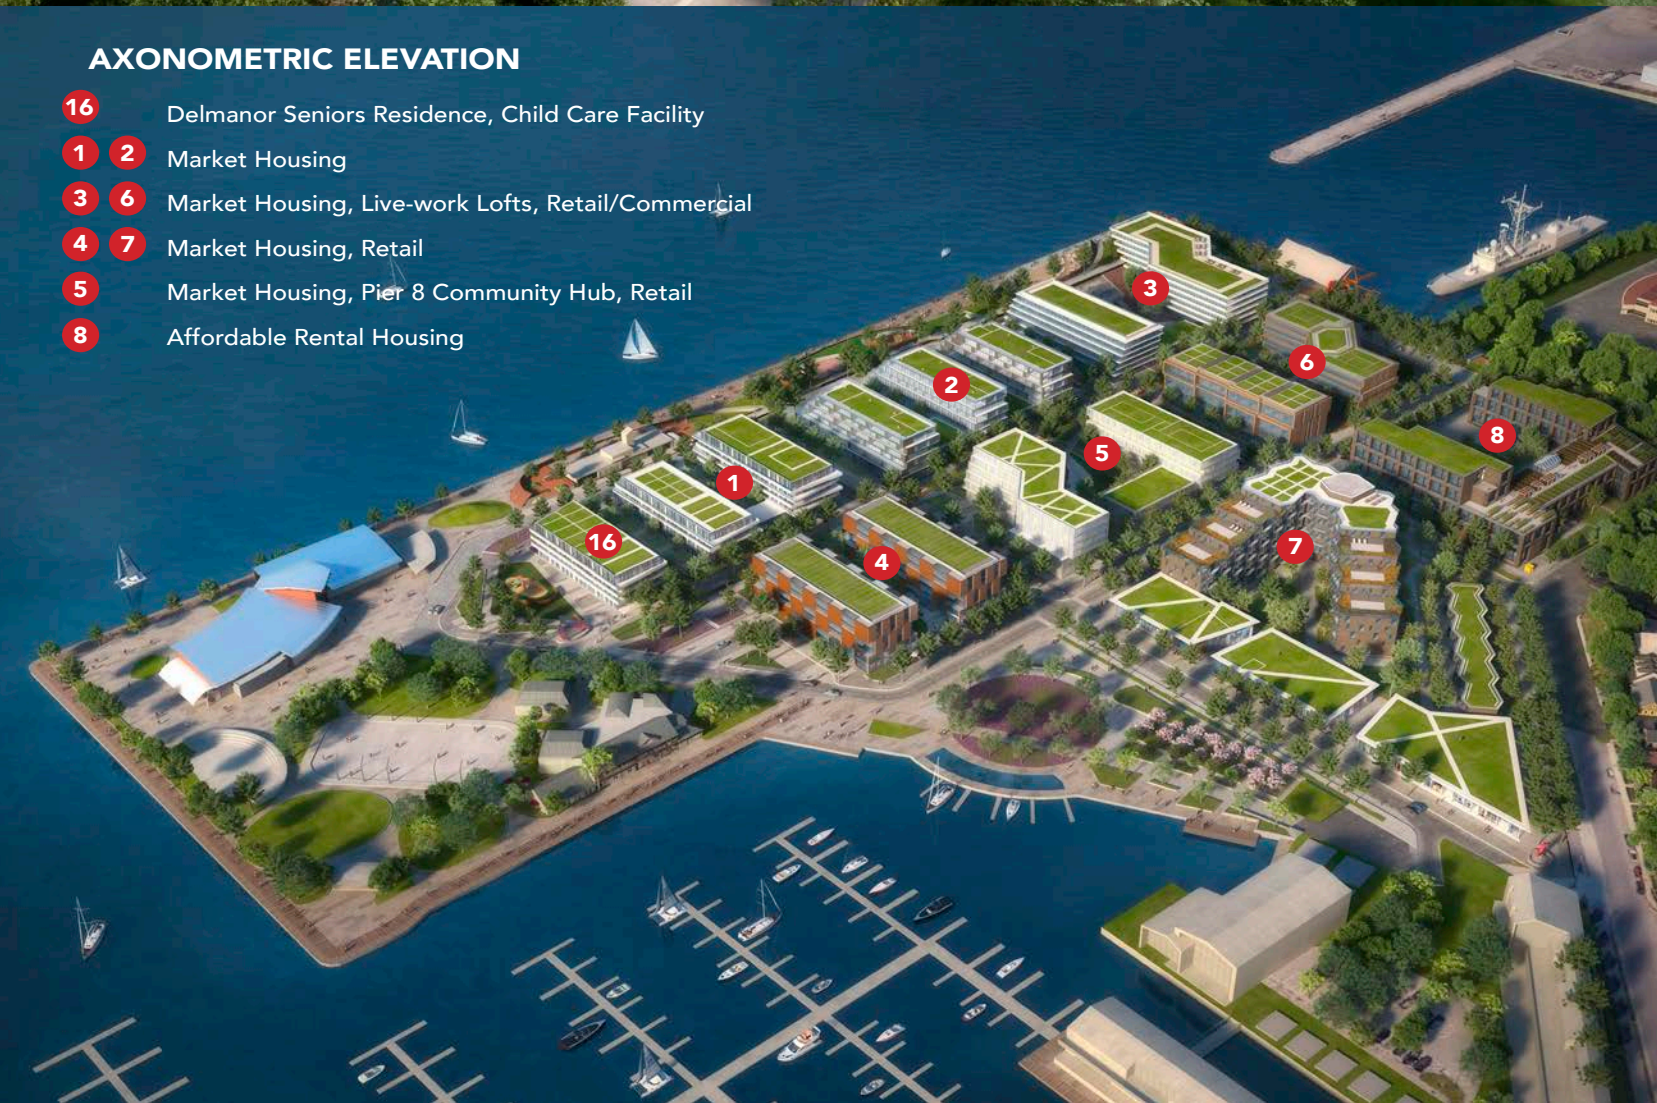 AXONOMETRIC ELEVATION
16 Delmanor Seniors Residence, Child Care Facility
1 2 Market Housing
3 6 Market Housing, Live-work Lofts, Retail/Commercial
4 7 Market Housing, Retail
5 Market Housing, Pier 8 Community Hub, Retail
8 Affordable Rental Housing
3
6
2
8
5
1
16
7
4